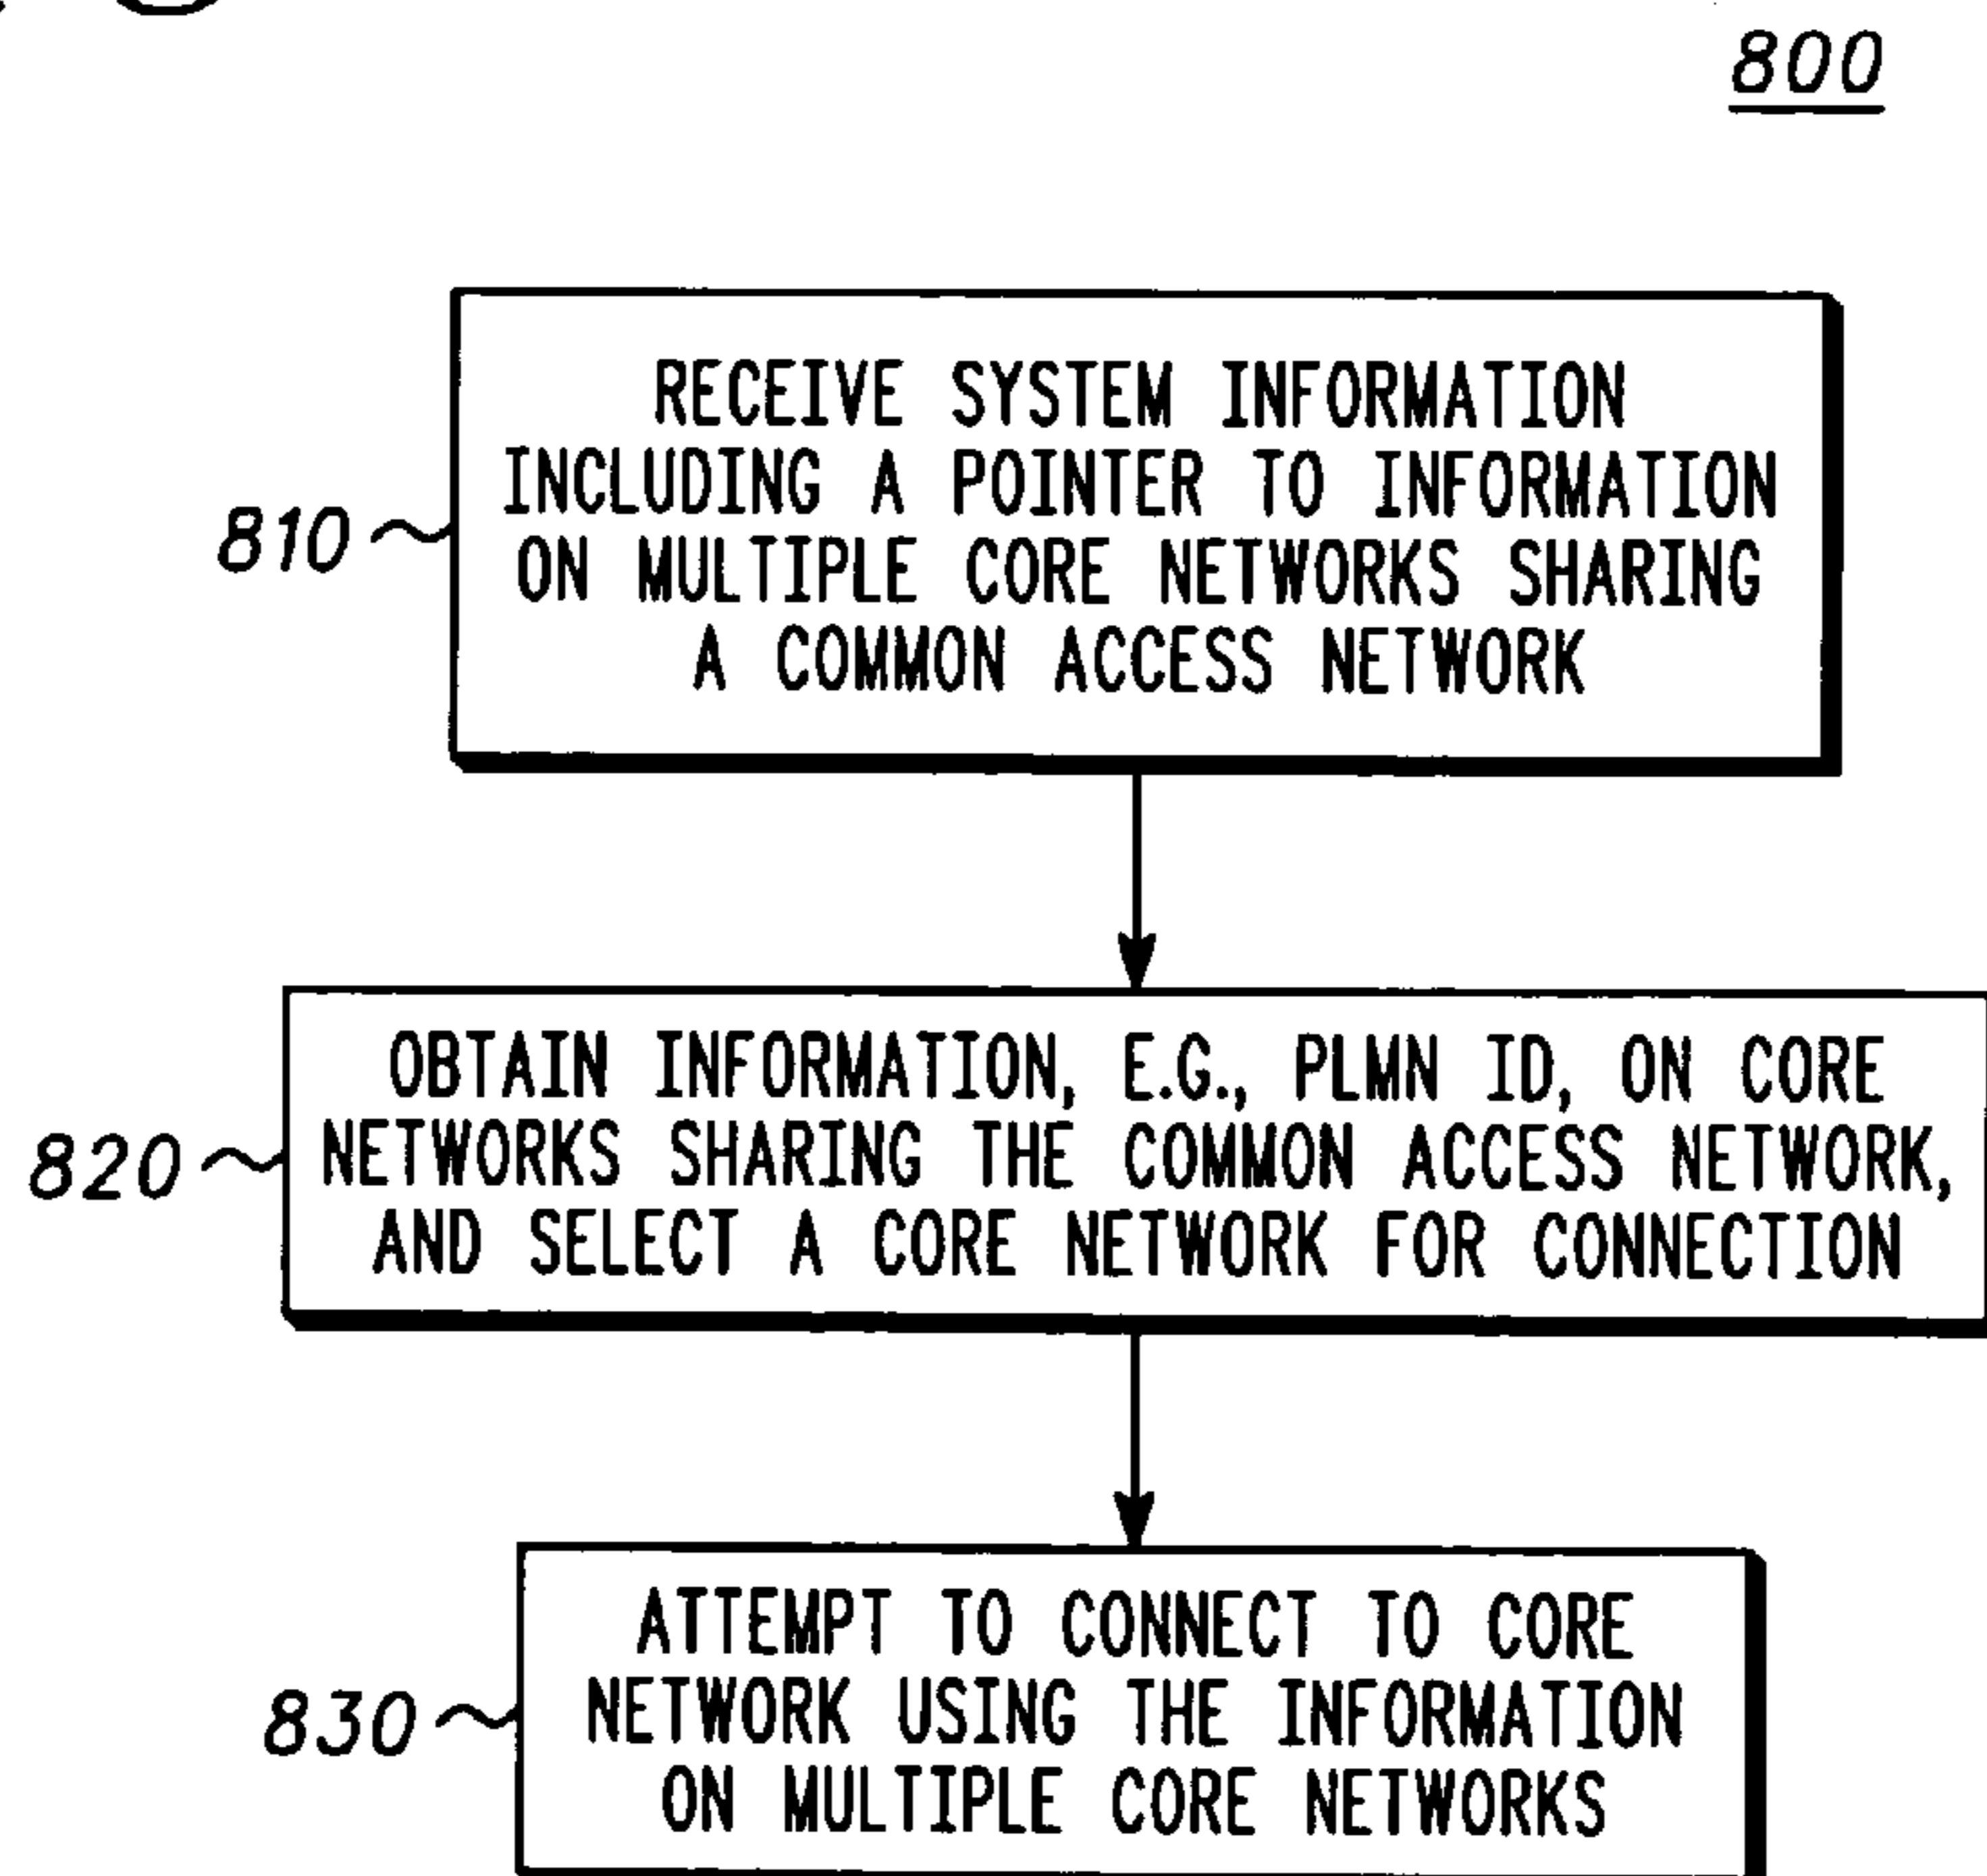 800
RECEIVE SYSTEM INFORMATION
INCLUDING A POINTER TO INFORMATION
ON MULTIPLE CORE NETWORKS SHARING
A COMMON ACCESS NETWORK
810
OBTAIN INFORMATION, E.G., PLMN ID, ON CORE
NETWORKS SHARING THE COMMON ACCESS NETWORK,
AND SELECT A CORE NETWORK FOR CONNECTION
820
ATTEMPT TO CONNECT TO CORE
NETWORK USING THE INFORMATION
ON MULTIPLE CORE NETWORKS
830